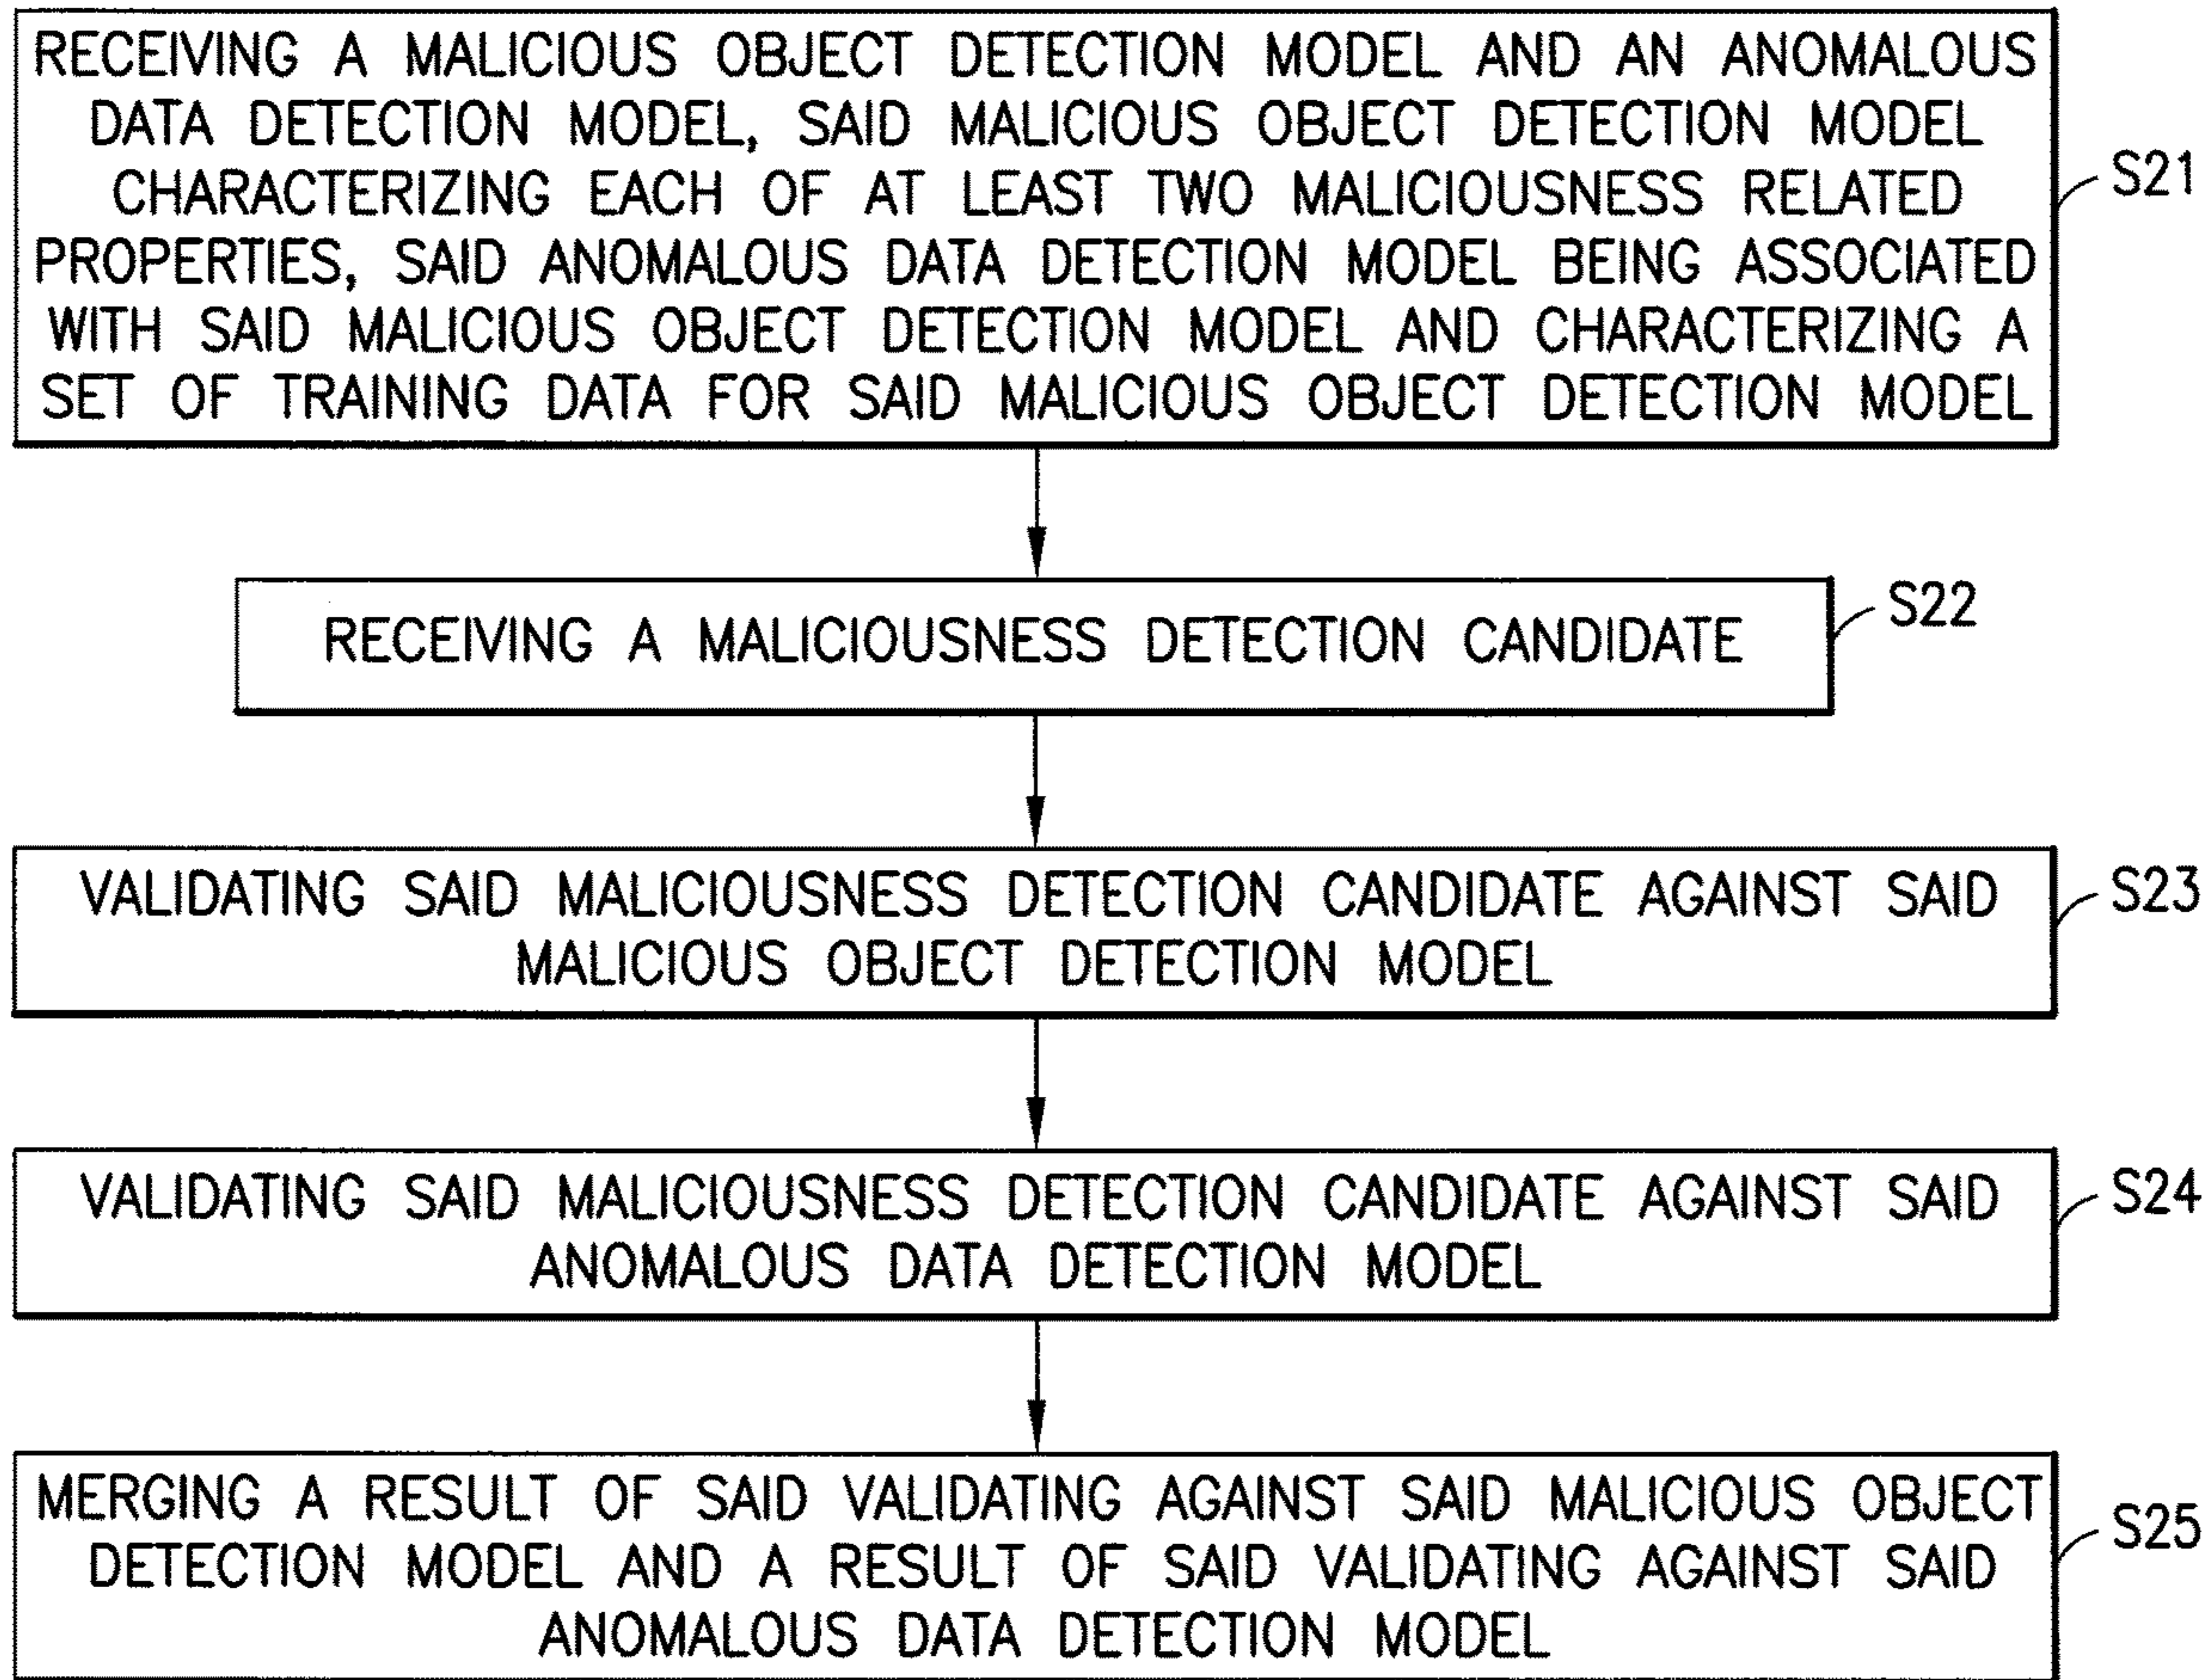 RECEIVING A MALICIOUS OBJECT DETECTION MODEL AND AN ANOMALOUS
DATA DETECTION MODEL, SAID MALICIOUS OBJECT DETECTION MODEL
CHARACTERIZING EACH OF AT LEAST TWO MALICIOUSNESS RELATED
PROPERTIES, SAID ANOMALOUS DATA DETECTION MODEL BEING ASSOCIATED
WITH SAID MALICIOUS OBJECT DETECTION MODEL AND CHARACTERIZING A
SET OF TRAINING DATA FOR SAID MALICIOUS OBJECT DETECTION MODEL
S21
RECEIVING A MALICIOUSNESS DETECTION CANDIDATE
S22
VALIDATING SAID MALICIOUSNESS DETECTION CANDIDATE AGAINST SAID
MALICIOUS OBJECT DETECTION MODEL
S23
VALIDATING SAID MALICIOUSNESS DETECTION CANDIDATE AGAINST SAID
ANOMALOUS DATA DETECTION MODEL
S24
MERGING A RESULT OF SAID VALIDATING AGAINST SAID MALICIOUS OBJECT
DETECTION MODEL AND A RESULT OF SAID VALIDATING AGAINST SAID
ANOMALOUS DATA DETECTION MODEL
S25